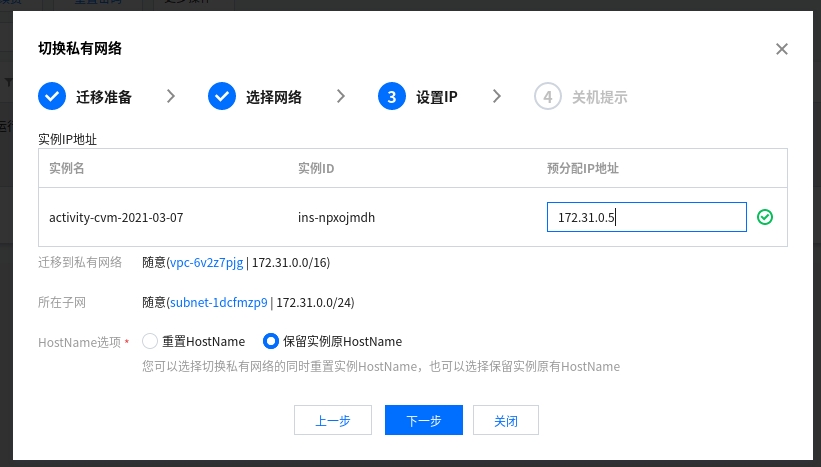 切换私有网络
迁移准备
选择网络
3 设置IP
4 关机提示
实例IP地址
实例名 实例ID 预分配IP地址
activity-cvm-2021-03-07 ins-npxojmdh 172.31.0.5
迁移到私有网络 随意(vpc-6v2z7pjg | 172.31.0.0/16)
所在子网 随意(subnet-1dcfmzp9 | 172.31.0.0/24)
HostName选项 * 重置HostName 保留实例原HostName
您可以选择切换私有网络的同时重置实例HostName，也可以选择保留实例原有HostName
上一步 下一步 关闭